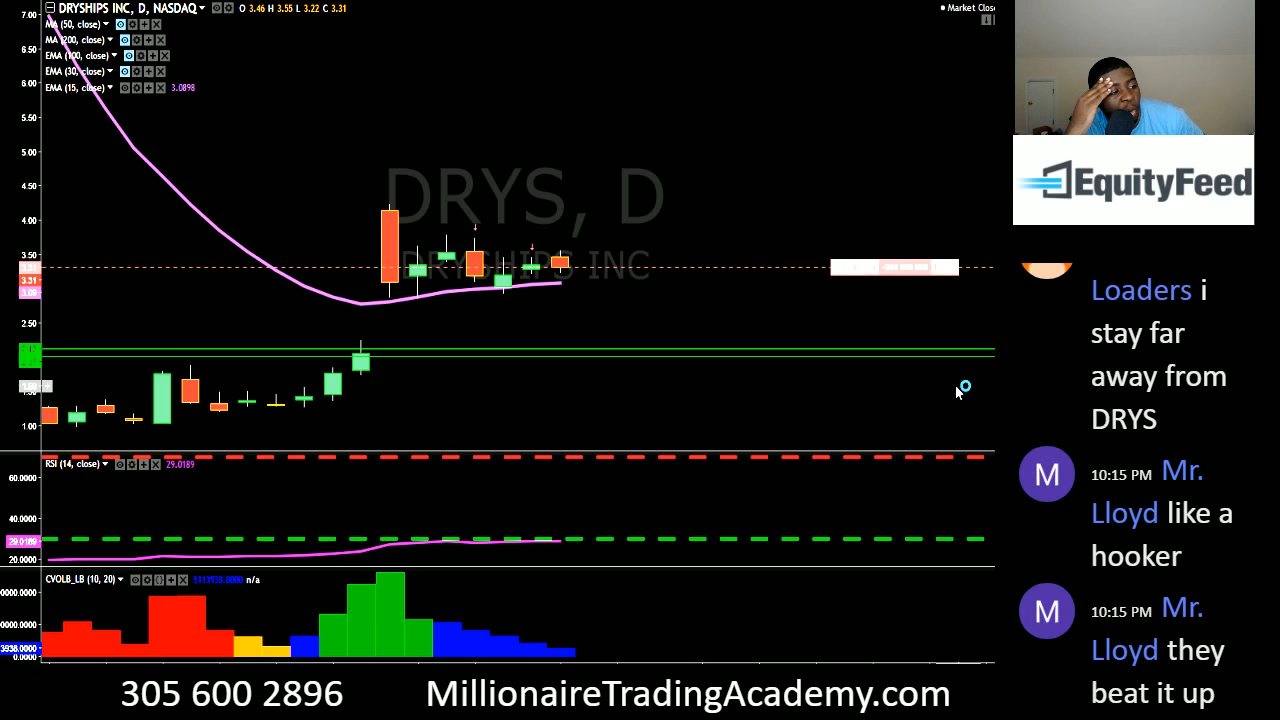 DRYSHIPS INC, D, NASDAQ
O 3.46 H 3.55 L 3.22 C 3.31
Market Clos
7.00
MA (50, close)
MA (200, close)
6.50
EMA (100, close)
EMA (30, close)
6.00
EMA (15, close) 3.0898
5.50
5.00
4.50
4.00
3.50
3.31
3.09
2.50
1.00
DRYS, D
DRYSHIPS INC
RSI (14, close) 29.0189
60.0000
40.0000
29.0189
20.0000
CVOLB_LB (10, 20) n/a
0.0000
305 600 2896
MillionaireTradingAcademy.com
EquityFeed
Loaders i
stay far
away from
DRYS
M
10:15 PM Mr.
Lloyd like a
hooker
M
10:15 PM Mr.
Lloyd they
beat it up